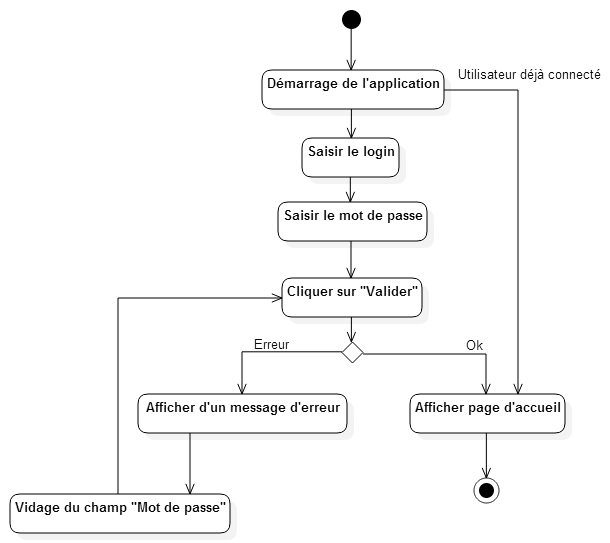 Utilisateur déjà connecté
Démarrage de l'application
Saisir le login
Saisir le mot de passe
Cliquer sur "Valider"
Erreur
Ok
Afficher d'un message d'erreur
Afficher page d'accueil
Vidage du champ "Mot de passe"